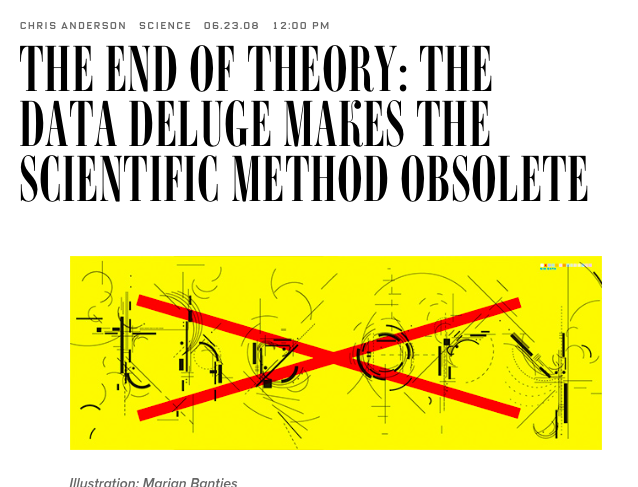 CHRIS ANDERSON SCIENCE 06.23.08 12:00 PM
THE END OF THEORY: THE
DATA DELUGE MAKES THE
SCIENTIFIC METHOD OBSOLETE
theory
Illustration: Marian Banties